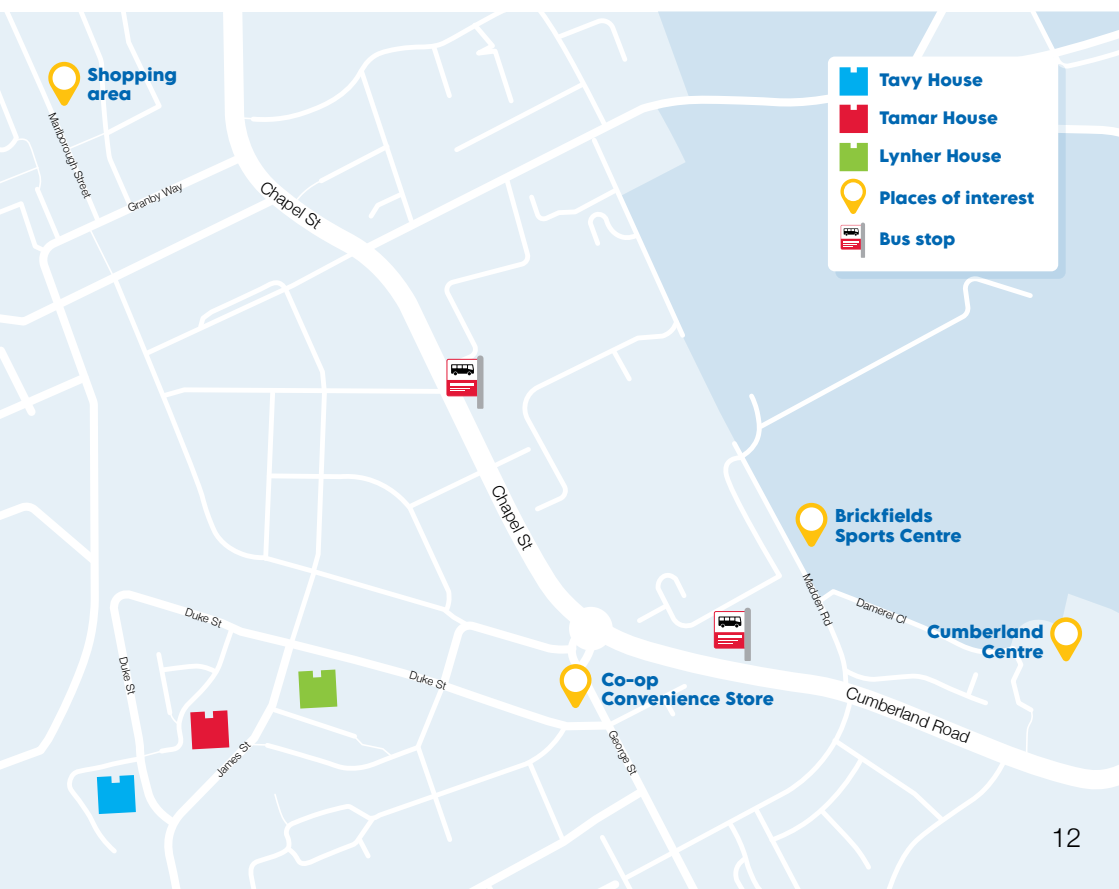 Shopping
area
Marlborough Street
Granby Way
Chapel St
Tavy House
Tamar House
Lynher House
Places of interest
Bus stop
Chapel St
Brickfields
Sports Centre
Madden Rd
Damerel Cl
Cumberland
Centre
Duke St
Duke St
Duke St
Co-op
Convenience Store
Cumberland Road
George St
James St
12